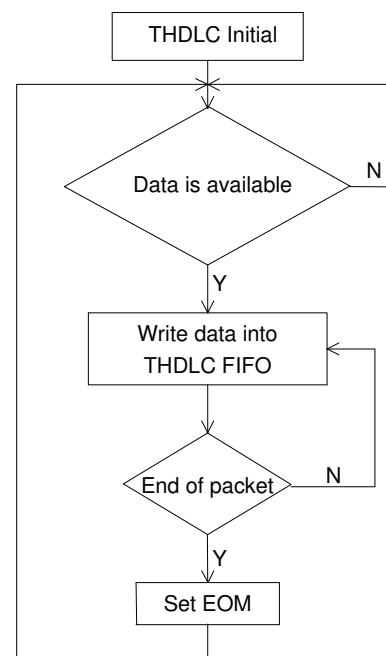 THDLC Initial
Data is available
N
Y
Write data into
THDLC FIFO
End of packet
N
Y
Set EOM